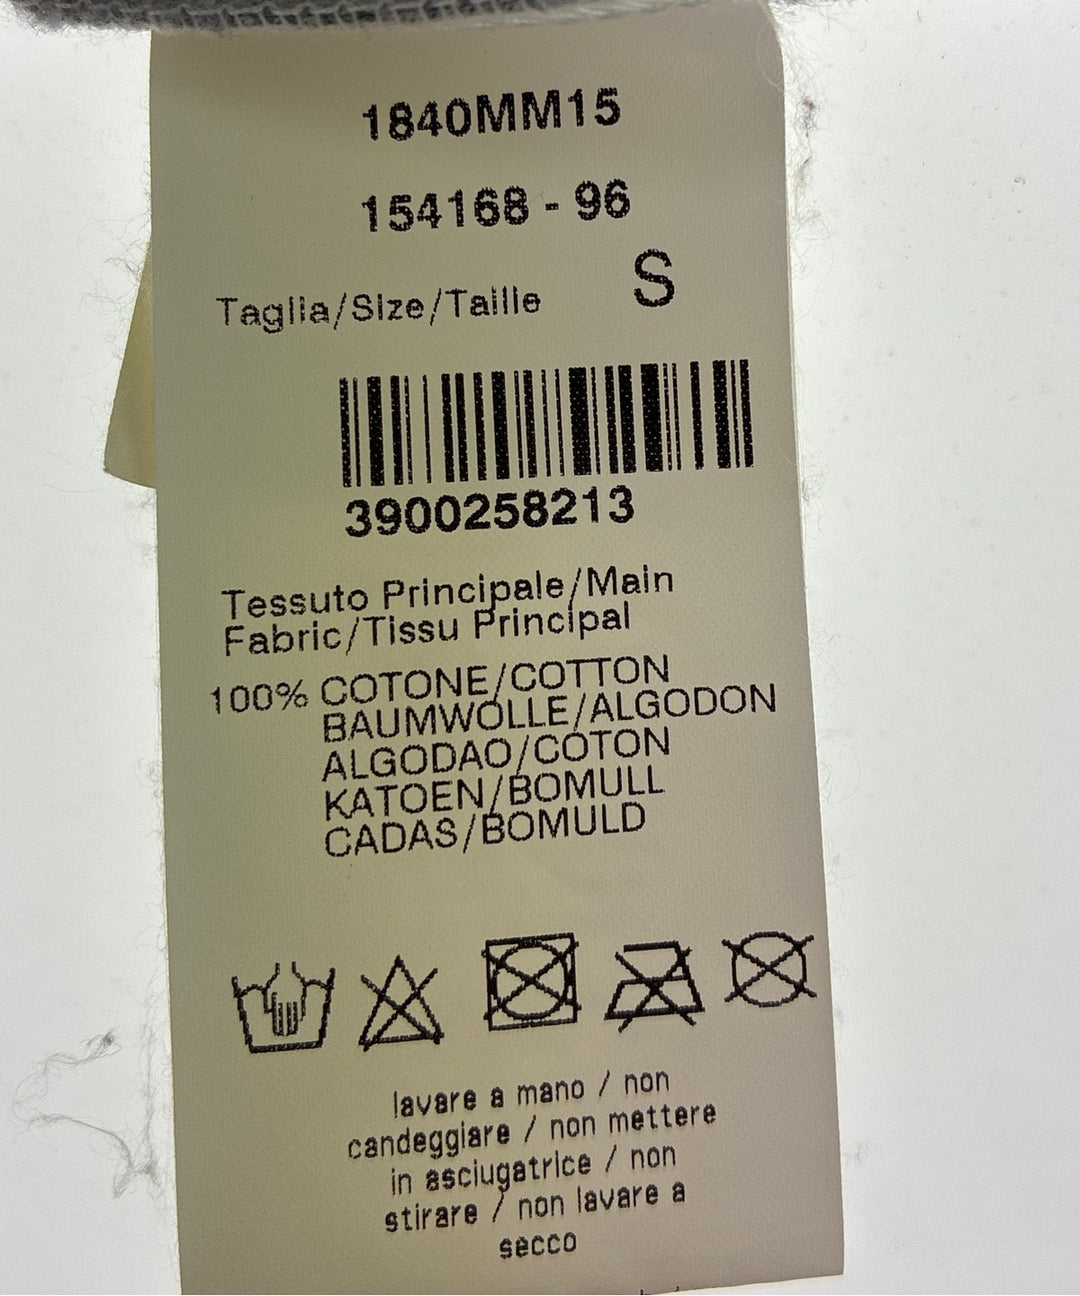 1840MM15
154168 - 96
Taglia/Size/Taille S
3900258213
Tessuto Principale/Main
Fabric/Tissu Principal
100% COTONE/COTTON
BAUMWOLLE/ALGODON
ALGODAO/COTON
KATOEN/BOMULL
CADAS/BOMULD
lavare a mano / non
candeggiare / non mettere
in asciugatrice / non
stirare / non lavare a
secco